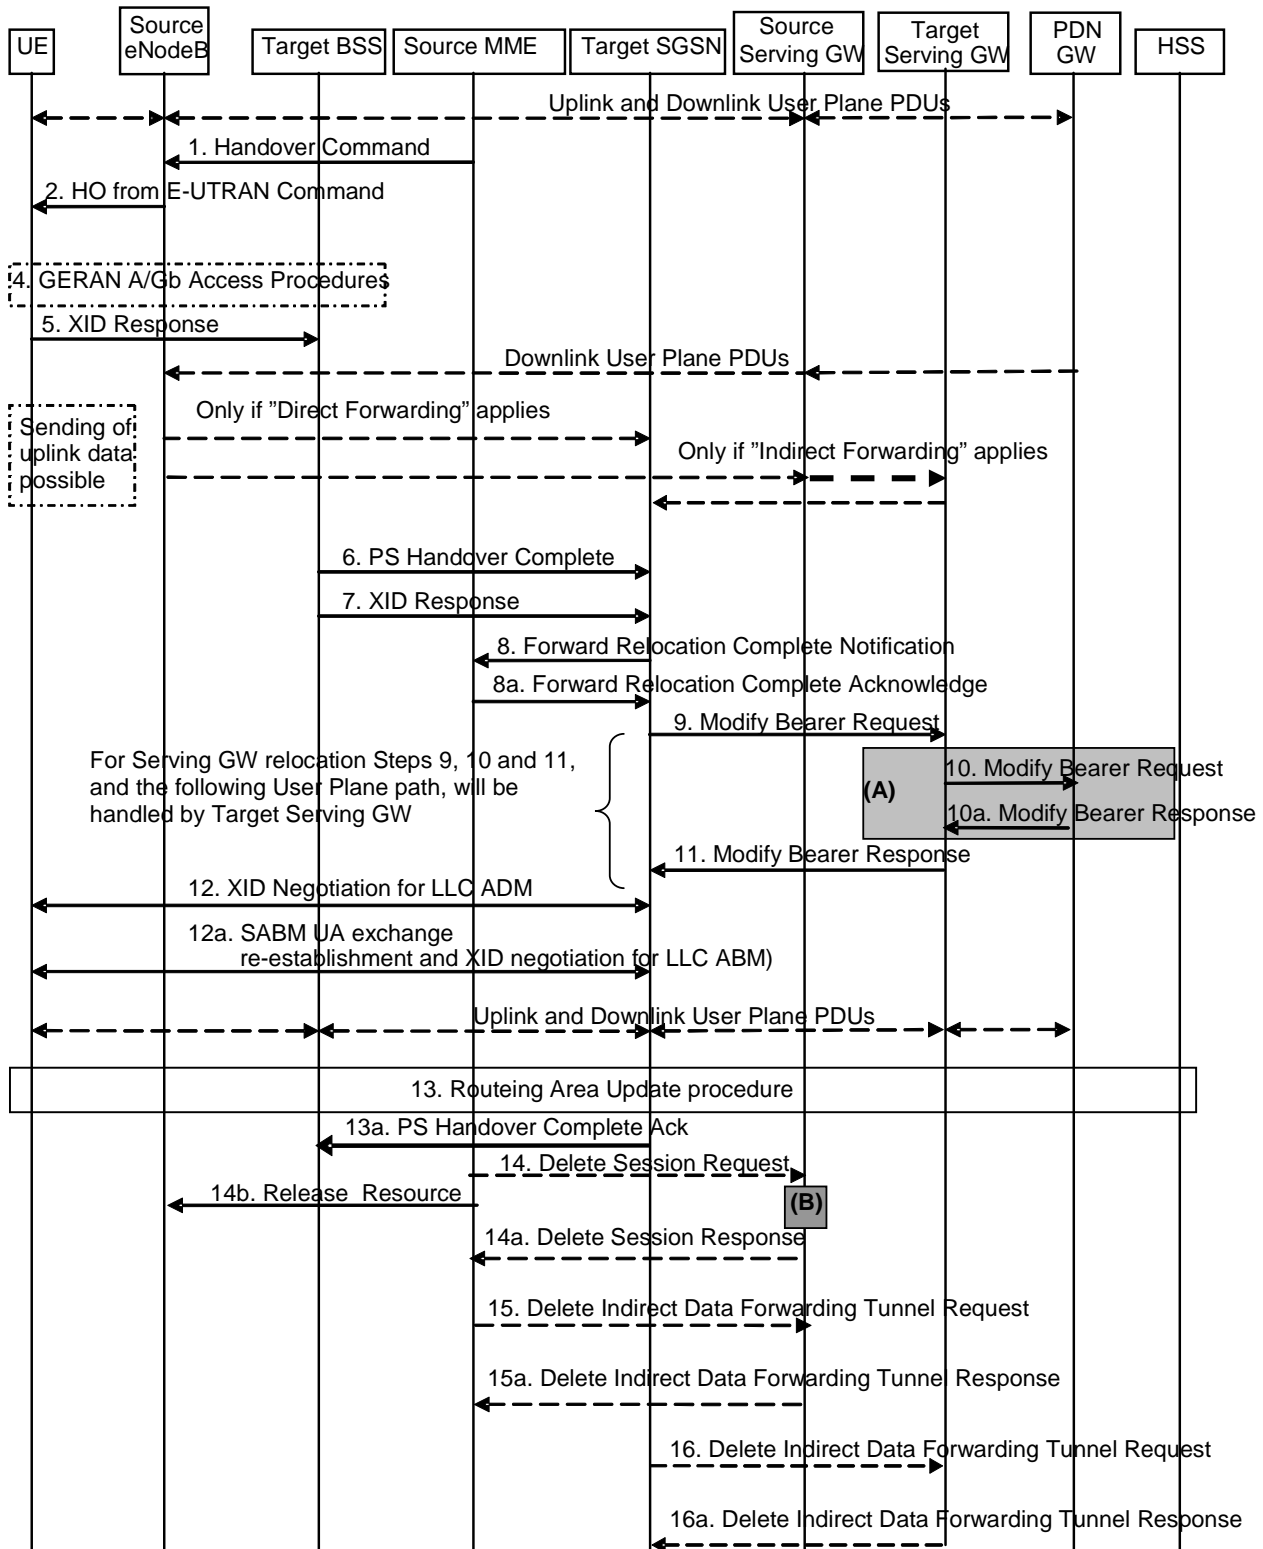 UE
Source
eNodeB
Target BSS
Source MME
Target SGSN
Source
Serving GW
Target
Serving GW
PDN
GW
HSS
Uplink and Downlink User Plane PDUs
1. Handover Command
2. HO from E-UTRAN Command
4. GERAN A/Gb Access Procedures
5. XID Response
Downlink User Plane PDUs
Only if ”Direct Forwarding” applies
Sending of
uplink data
possible
Only if ”Indirect Forwarding” applies
6. PS Handover Complete
7. XID Response
8. Forward Relocation Complete Notification
8a. Forward Relocation Complete Acknowledge
9. Modify Bearer Request
For Serving GW relocation Steps 9, 10 and 11,
and the following User Plane path, will be
handled by Target Serving GW
(A)
10. Modify Bearer Request
10a. Modify Bearer Response
11. Modify Bearer Response
12. XID Negotiation for LLC ADM
12a. SABM UA exchange
re-establishment and XID negotiation for LLC ABM)
Uplink and Downlink User Plane PDUs
13. Routeing Area Update procedure
13a. PS Handover Complete Ack
14. Delete Session Request
14b. Release Resource
(B)
14a. Delete Session Response
15. Delete Indirect Data Forwarding Tunnel Request
15a. Delete Indirect Data Forwarding Tunnel Response
16. Delete Indirect Data Forwarding Tunnel Request
16a. Delete Indirect Data Forwarding Tunnel Response